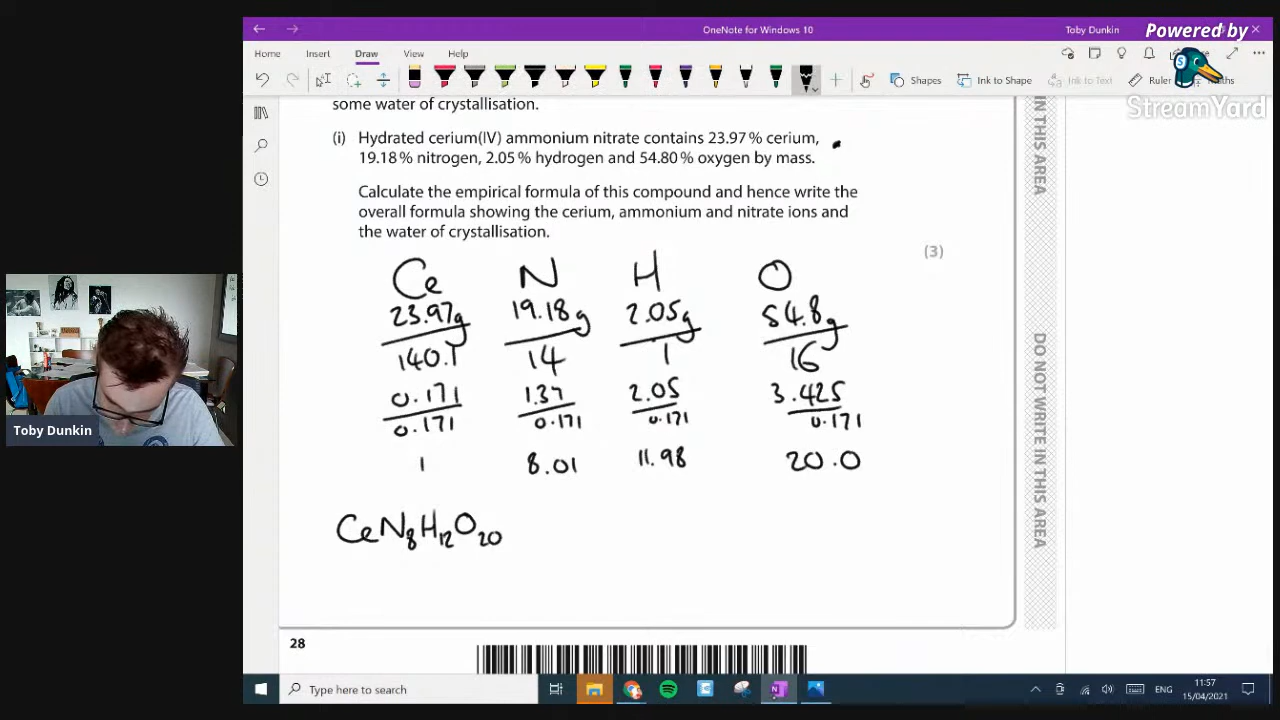 OneNote for Windows 10
Toby Dunkin
Powered by
StreamYard
Home Insert Draw View Help
Shapes Ink to Shape Ink to Text Ruler Maths
some water of crystallisation.
(i) Hydrated cerium(IV) ammonium nitrate contains 23.97% cerium,
19.18% nitrogen, 2.05% hydrogen and 54.80% oxygen by mass.
Calculate the empirical formula of this compound and hence write the
overall formula showing the cerium, ammonium and nitrate ions and
the water of crystallisation.
(3)
Ce N H O
23.97g 19.18g 2.05g 54.8g
140.1 14 1 16
0.171 1.37 2.05 3.425
0.171 0.171 0.171 0.171
1 8.01 11.98 20.0
CeN8H12O20
28
IN THIS AREA
DO NOT WRITE IN THIS AREA
Toby Dunkin
Type here to search
ENG
11:57
15/04/2021